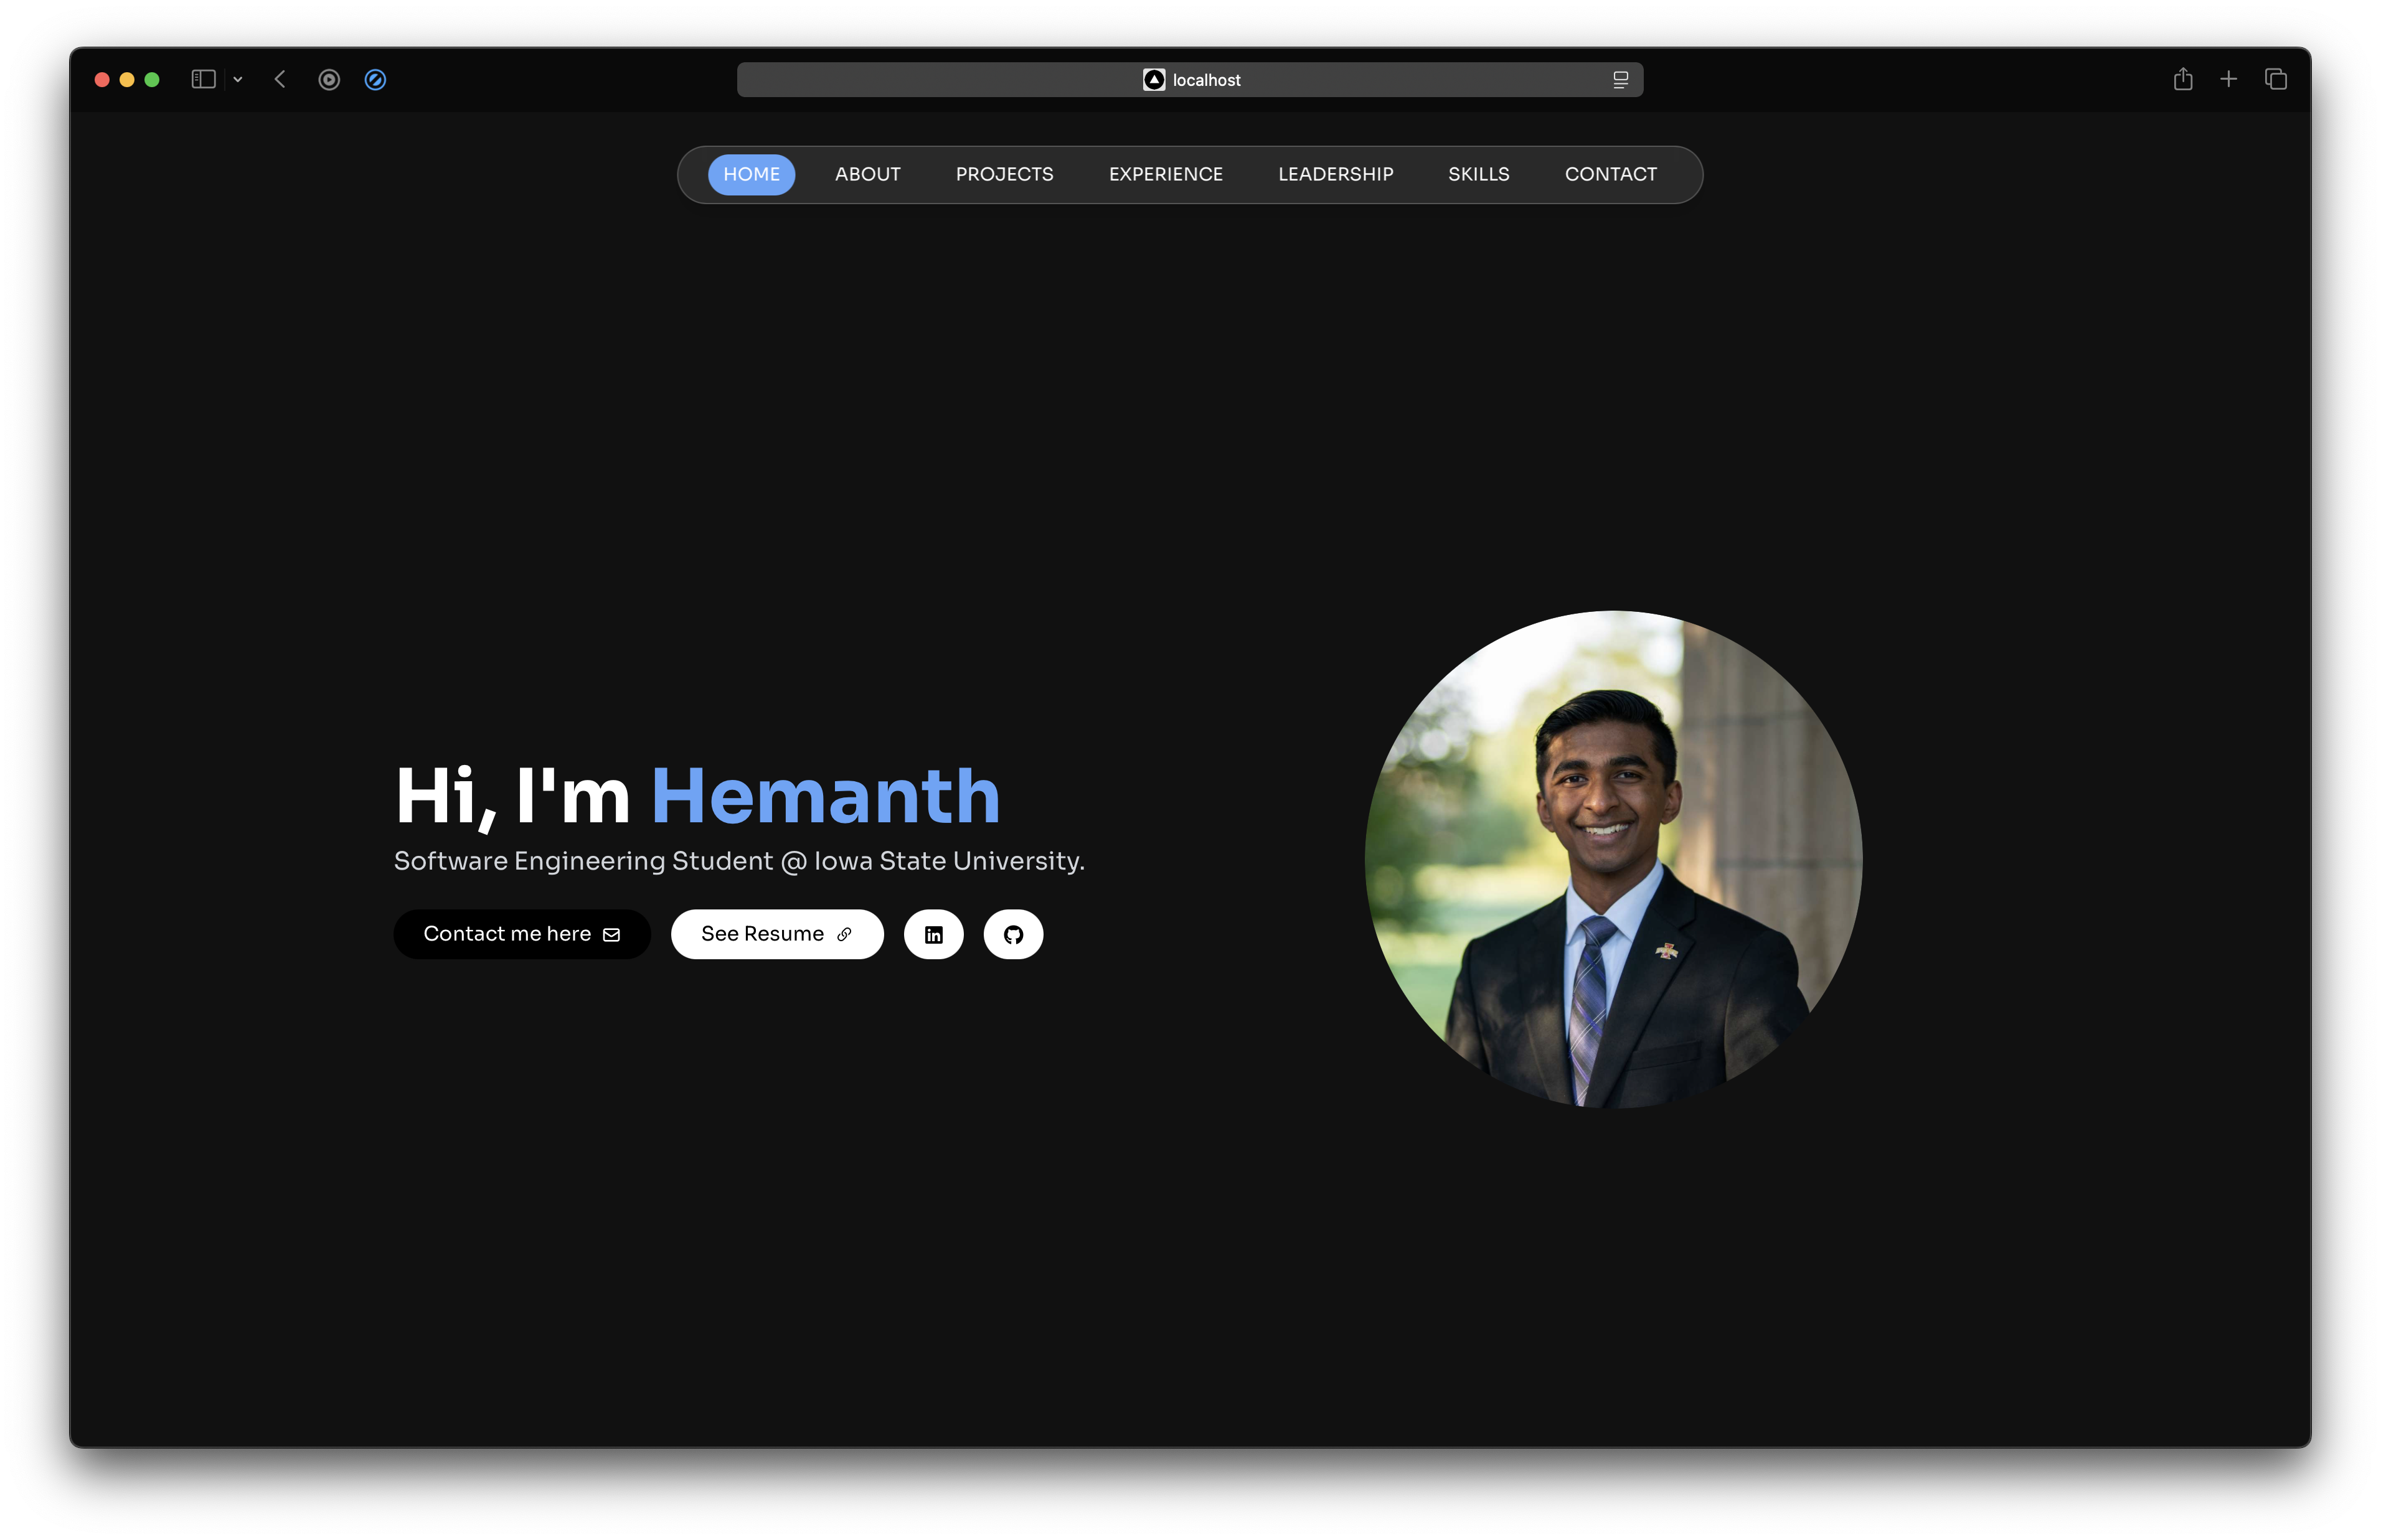 localhost
HOME ABOUT PROJECTS EXPERIENCE LEADERSHIP SKILLS CONTACT
Hi, I'm Hemanth
Software Engineering Student @ Iowa State University.
Contact me here See Resume in